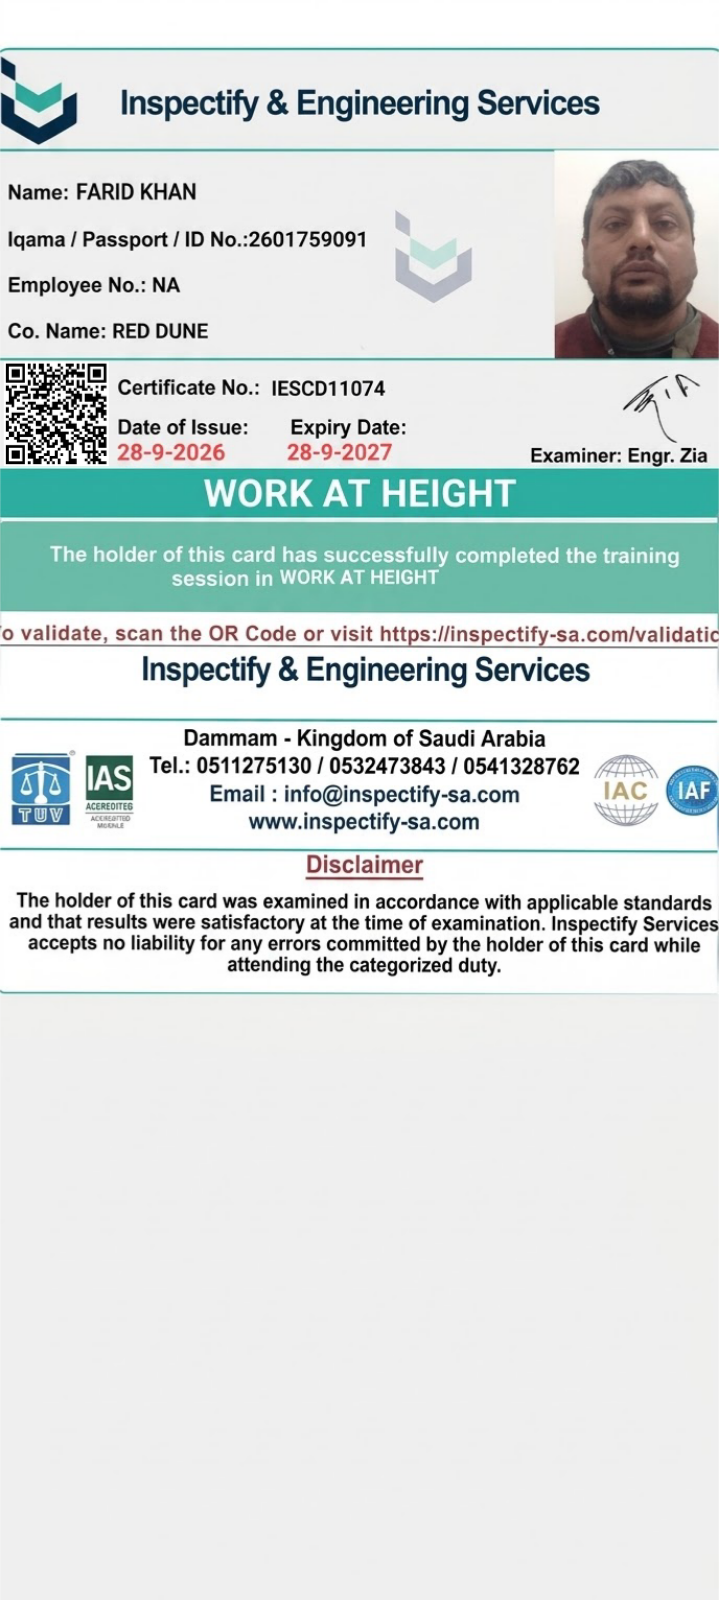 Inspectify & Engineering Services
Name: FARID KHAN
Iqama / Passport / ID No.:2601759091
Employee No.: NA
Co. Name: RED DUNE
Certificate No.: IESCD11074
Date of Issue: Expiry Date:
28-9-2026 28-9-2027
Examiner: Engr. Zia
WORK AT HEIGHT
The holder of this card has successfully completed the training
session in WORK AT HEIGHT
o validate, scan the OR Code or visit https://inspectify-sa.com/validatic
Inspectify & Engineering Services
Dammam - Kingdom of Saudi Arabia
Tel.: 0511275130 / 0532473843 / 0541328762
Email : info@inspectify-sa.com
www.inspectify-sa.com
TUV
IAS
ACEREDITEG
IAC
IAF
Disclaimer
The holder of this card was examined in accordance with applicable standards
and that results were satisfactory at the time of examination. Inspectify Services
accepts no liability for any errors committed by the holder of this card while
attending the categorized duty.